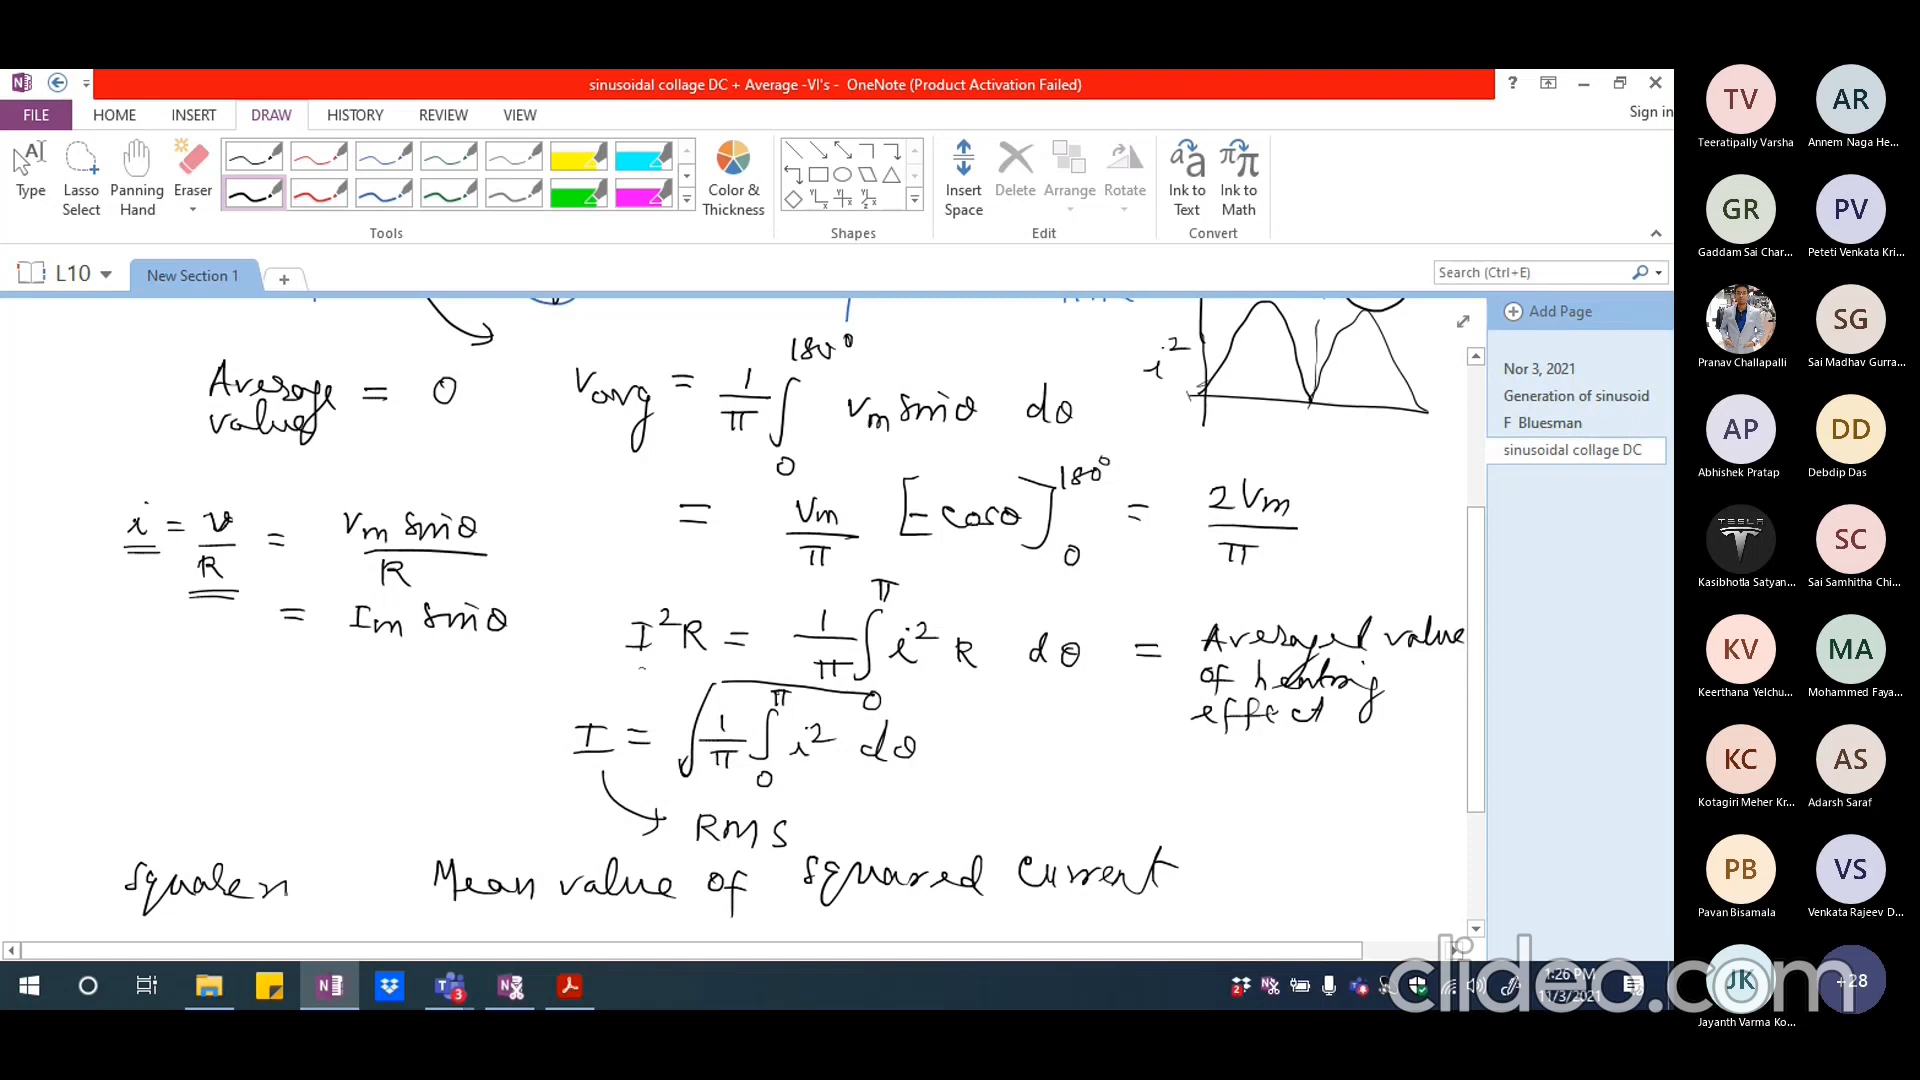 sinusoidal collage DC + Average -VI's - OneNote (Product Activation Failed)
?
FILE HOME INSERT DRAW HISTORY REVIEW VIEW
Sign in
Type
Lasso Select
Panning Hand
Eraser
Color & Thickness
Insert Space
Delete
Arrange
Rotate
Ink to Text
Ink to Math
Tools
Shapes
Edit
Convert
L10
New Section 1
Search (Ctrl+E)
Add Page
Nor 3, 2021
Generation of sinusoid
F Bluesman
sinusoidal collage DC
Average value = 0
Vavg = 1/π ∫₀^180° Vm sinθ dθ
i²
= Vm/π [-cosθ]₀^180° = 2Vm/π
i = v/R = Vm sinθ/R
= Im sinθ
I²R = 1/π ∫₀^π i² R dθ = Averaged value of heating effect
I = √(1/π ∫₀^π i² dθ)
RMS
Mean value of squared current
TV
Teeratipally Varsha
AR
Annem Naga He...
GR
Gaddam Sai Char...
PV
Peteti Venkata Kri...
Pranav Challapalli
SG
Sai Madhav Gurra...
AP
Abhishek Pratap
DD
Debdip Das
TESLA
Kasibhotla Satyan...
SC
Sai Samhitha Chi...
KV
Keerthana Yelchu...
MA
Mohammed Faya...
KC
Kotagiri Meher Kr...
AS
Adarsh Saraf
PB
Pavan Bisamala
VS
Venkata Rajeev D...
JK
Jayanth Varma Ko...
+28
1:26 PM
11/3/2021
clideo.com